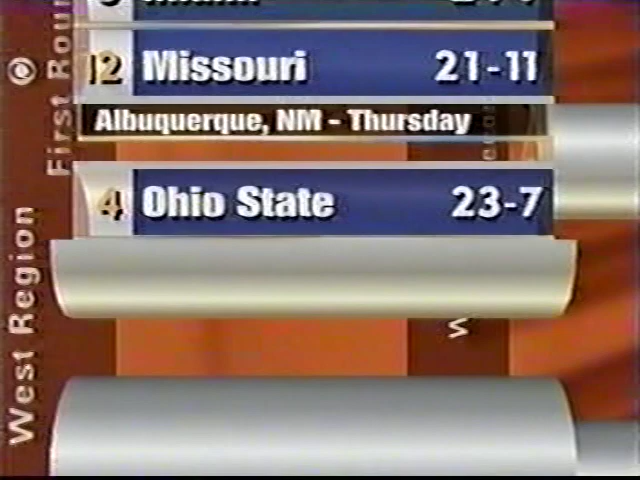 12 Missouri 21-11
Albuquerque, NM - Thursday
4 Ohio State 23-7
First Rou
West Region